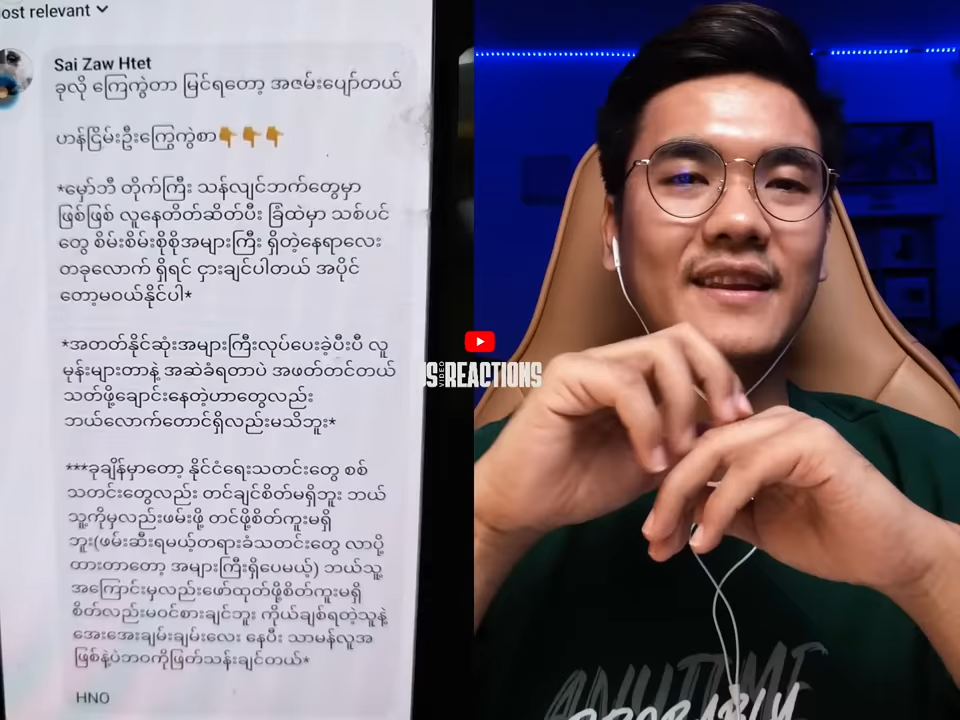 ost relevant
Sai Zaw Htet
ခုလို ကြေကွဲတာ မြင်ရတော့ အဇမ်းပျော်တယ်
ဟန်ငြိမ်းဦးကြွေကွဲစာ👇👇👇
*မှော်ဘီ တိုက်ကြီး သန်လျင်ဘက်တွေမှာ
ဖြစ်ဖြစ် လူနေတိတ်ဆိတ်ပီး ခြံထဲမှာ သစ်ပင်
တွေ စိမ်းစိမ်းစိုစိုအများကြီး ရှိတဲ့နေရာလေး
တခုလောက် ရှိရင် ငှားချင်ပါတယ် အပိုင်
တော့မဝယ်နိုင်ပါ*
*အတတ်နိုင်ဆုံးအများကြီးလုပ်ပေးခဲ့ပီးပီ လူ
မုန်းများတာနဲ့ အဆဲခံရတာပဲ အဖတ်တင်တယ်
သတ်ဖို့ချောင်းနေတဲ့ဟာတွေလည်း
ဘယ်လောက်တောင်ရှိလည်းမသိဘူး*
***ခုချိန်မှာတော့ နိုင်ငံရေးသတင်းတွေ စစ်
သတင်းတွေလည်း တင်ချင်စိတ်မရှိဘူး ဘယ်
သူ့ကိုမှလည်းဖမ်းဖို့ တင်ဖို့စိတ်ကူးမရှိ
ဘူး(ဖမ်းဆီးရမယ့်တရားခံသတင်းတွေ လာပို့
ထားတာတော့ အများကြီးရှိပေမယ့်) ဘယ်သူ့
အကြောင်းမှလည်းဖော်ထုတ်ဖို့စိတ်ကူးမရှိ
စိတ်လည်းမဝင်စားချင်ဘူး ကိုယ်ချစ်ရတဲ့သူနဲ့
အေးအေးချမ်းချမ်းလေး နေပီး သာမန်လူအ
ဖြစ်နဲ့ပဲဘဝကိုဖြတ်သန်းချင်တယ်*
HNO
US VIDEO REACTIONS
ANYTIME
PROBABLY